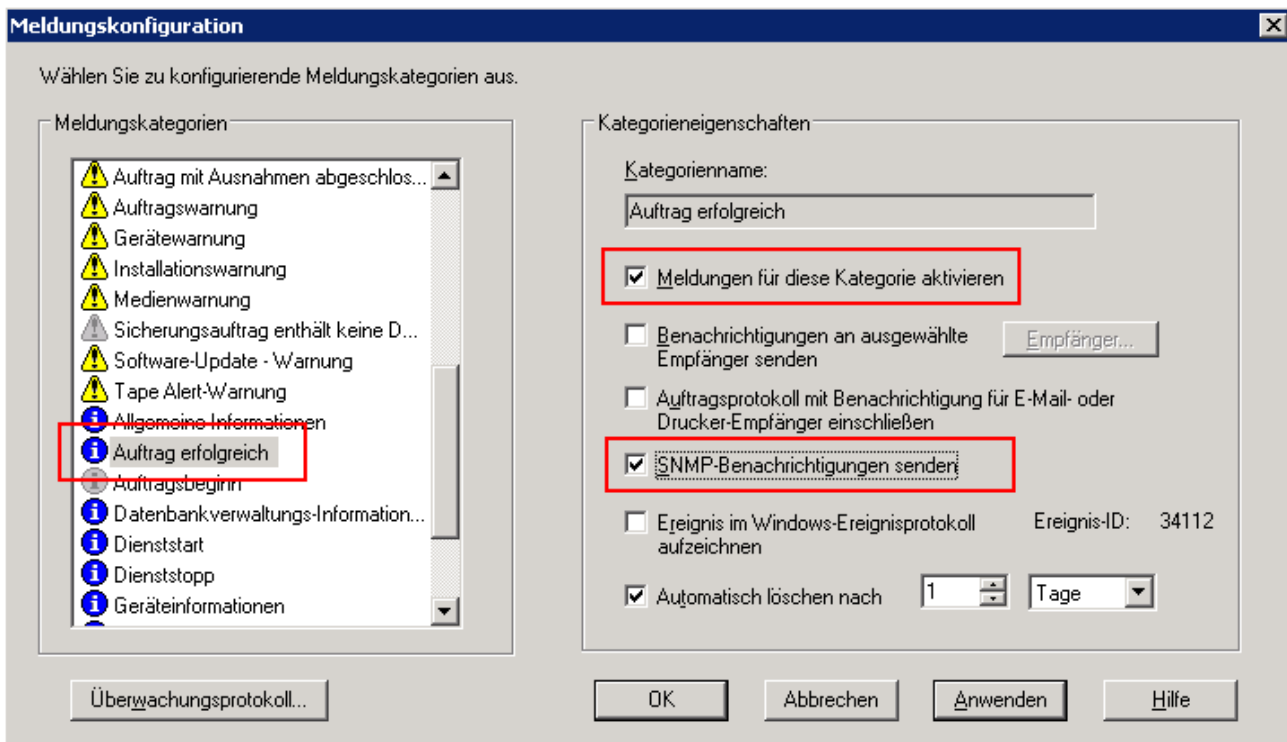 Meldungskonfiguration
Wählen Sie zu konfigurierende Meldungskategorien aus.
Meldungskategorien
Auftrag mit Ausnahmen abgeschlos...
Auftragswarnung
Gerätewarnung
Installationswarnung
Medienwarnung
Sicherungsauftrag enthält keine D...
Software-Update - Warnung
Tape Alert-Warnung
Allgemeine Informationen
Auftrag erfolgreich
Auftragsbeginn
Datenbankverwaltungs-Information...
Dienststart
Dienststopp
Geräteinformationen
Überwachungsprotokoll...
Kategorieneigenschaften
Kategorienname:
Auftrag erfolgreich
Meldungen für diese Kategorie aktivieren
Benachrichtigungen an ausgewählte
Empfänger senden
Empfänger...
Auftragsprotokoll mit Benachrichtigung für E-Mail- oder
Drucker-Empfänger einschließen
SNMP-Benachrichtigungen senden
Ereignis im Windows-Ereignisprotokoll
aufzeichnen
Ereignis-ID: 34112
Automatisch löschen nach 1 Tage
OK
Abbrechen
Anwenden
Hilfe